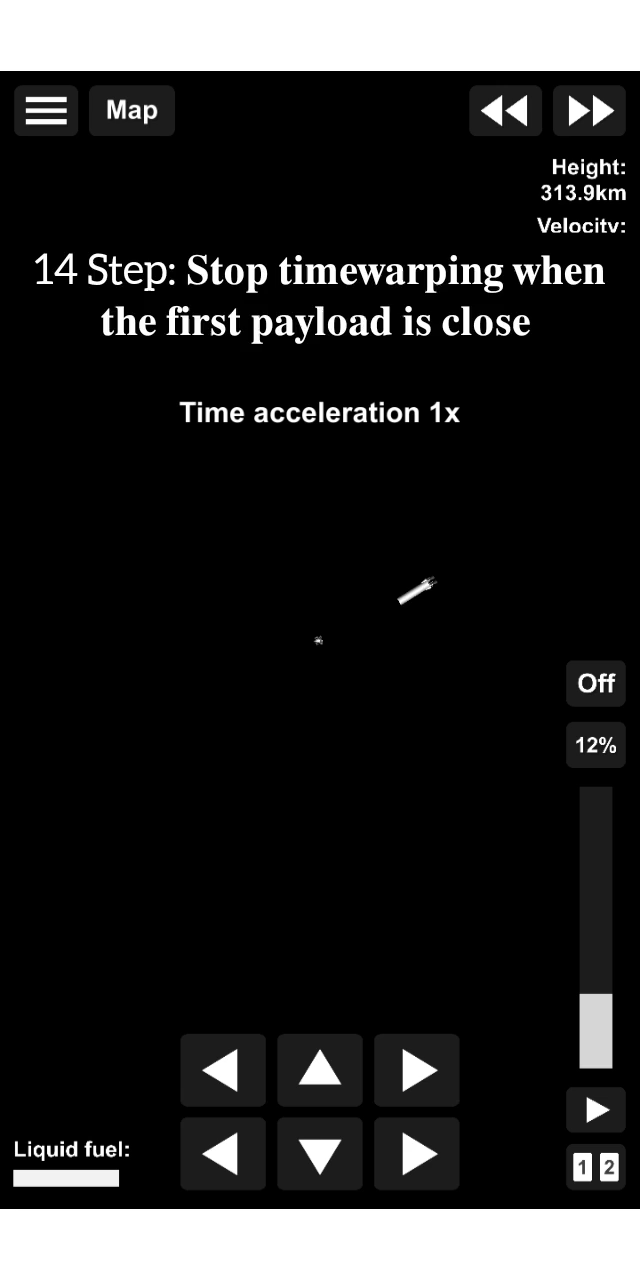 Map
Height:
313.9km
Velocity:
14 Step: Stop timewarping when
the first payload is close
Time acceleration 1x
Off
12%
Liquid fuel:
1 2